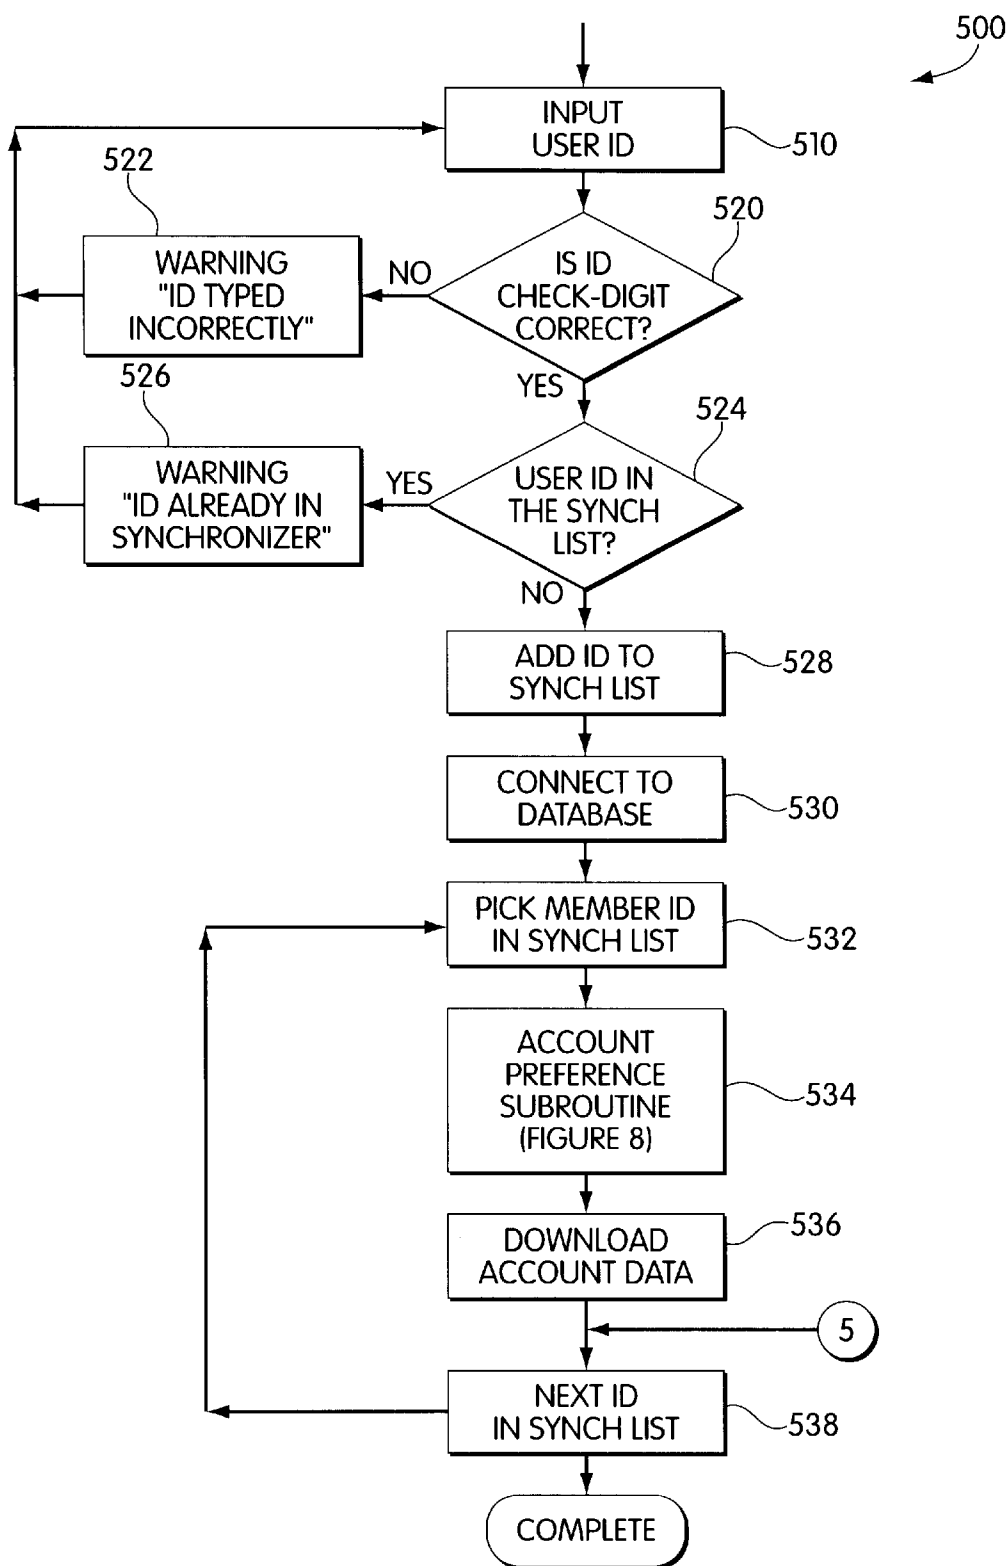 500
INPUT
USER ID
510
522
520
WARNING
"ID TYPED
INCORRECTLY"
NO
IS ID
CHECK-DIGIT
CORRECT?
YES
526
524
WARNING
"ID ALREADY IN
SYNCHRONIZER"
YES
USER ID IN
THE SYNCH
LIST?
NO
ADD ID TO
SYNCH LIST
528
CONNECT TO
DATABASE
530
PICK MEMBER ID
IN SYNCH LIST
532
ACCOUNT
PREFERENCE
SUBROUTINE
(FIGURE 8)
534
DOWNLOAD
ACCOUNT DATA
536
5
NEXT ID
IN SYNCH LIST
538
COMPLETE